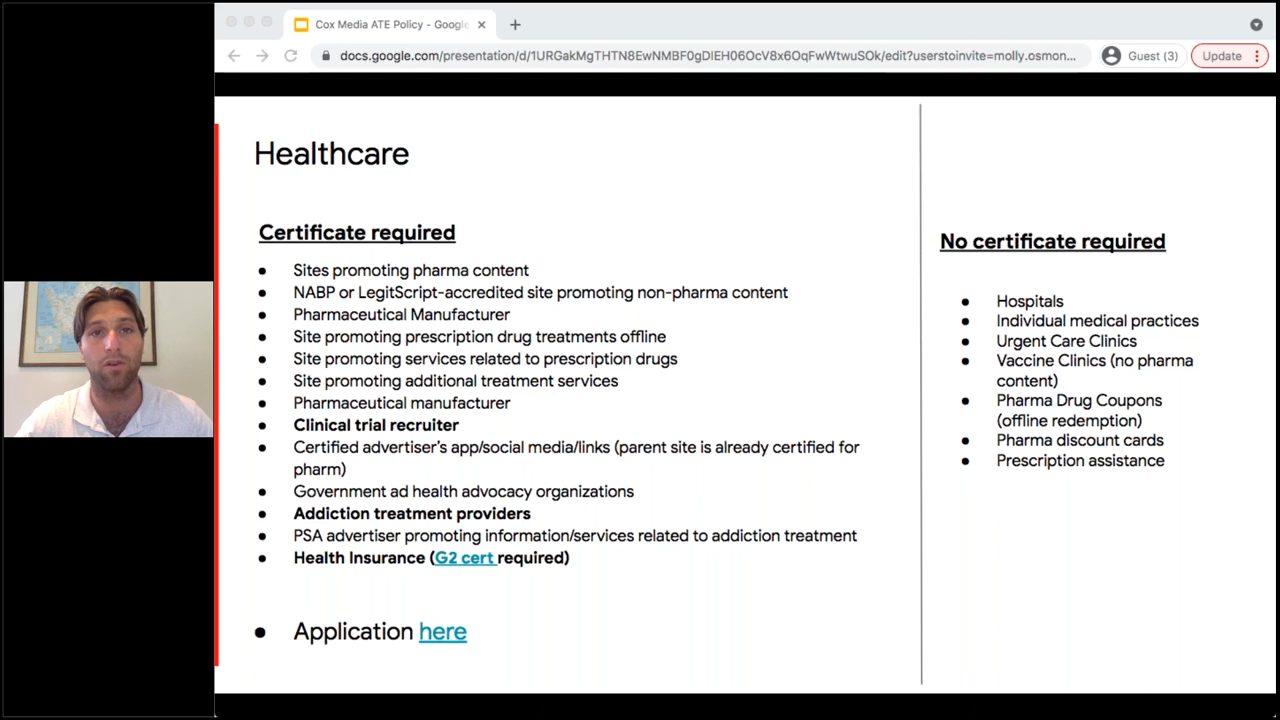 Cox Media ATE Policy - Google
docs.google.com/presentation/d/1URGakMgTHTN8EwNMBF0gDlEH06OcV8x6OqFwWtwuSOk/edit?userstoinvite=molly.osmon...
Guest (3)
Update
Healthcare
Certificate required
• Sites promoting pharma content
• NABP or LegitScript-accredited site promoting non-pharma content
• Pharmaceutical Manufacturer
• Site promoting prescription drug treatments offline
• Site promoting services related to prescription drugs
• Site promoting additional treatment services
• Pharmaceutical manufacturer
• Clinical trial recruiter
• Certified advertiser's app/social media/links (parent site is already certified for
pharm)
• Government ad health advocacy organizations
• Addiction treatment providers
• PSA advertiser promoting information/services related to addiction treatment
• Health Insurance (G2 cert required)
• Application here
No certificate required
• Hospitals
• Individual medical practices
• Urgent Care Clinics
• Vaccine Clinics (no pharma
content)
• Pharma Drug Coupons
(offline redemption)
• Pharma discount cards
• Prescription assistance